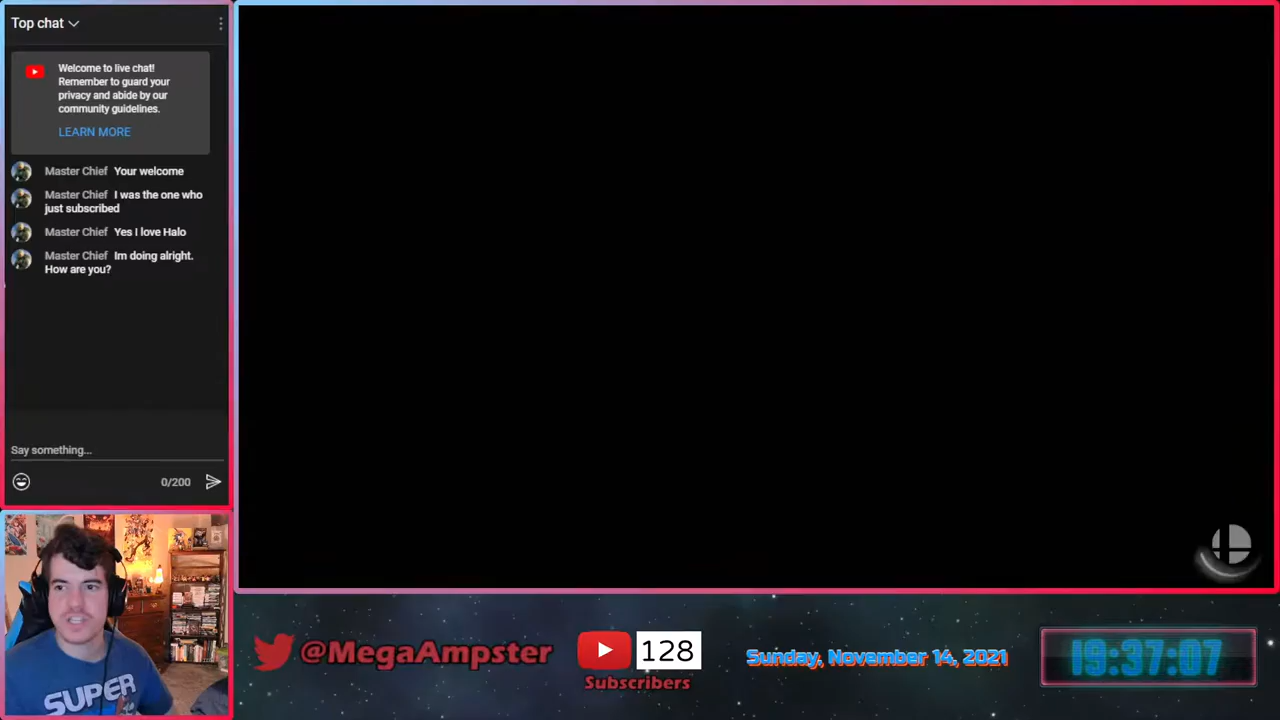 Top chat
Welcome to live chat!
Remember to guard your
privacy and abide by our
community guidelines.
LEARN MORE
Master Chief Your welcome
Master Chief I was the one who
just subscribed
Master Chief Yes I love Halo
Master Chief Im doing alright.
How are you?
Say something...
0/200
SUPER
@MegaAmpster
128
Subscribers
Sunday, November 14, 2021
19:37:07